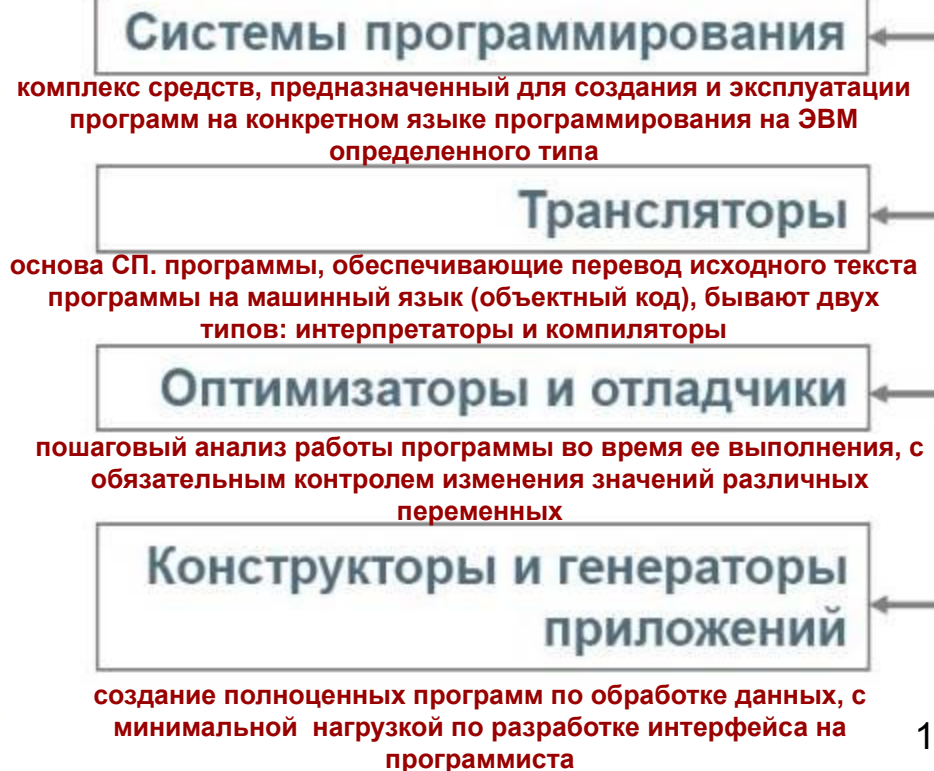 Системы программирования
комплекс средств, предназначенный для создания и эксплуатации
программ на конкретном языке программирования на ЭВМ
определенного типа
Трансляторы
основа СП. программы, обеспечивающие перевод исходного текста
программы на машинный язык (объектный код), бывают двух
типов: интерпретаторы и компиляторы
Оптимизаторы и отладчики
пошаговый анализ работы программы во время ее выполнения, с
обязательным контролем изменения значений различных
переменных
Конструкторы и генераторы
приложений
создание полноценных программ по обработке данных, с
минимальной нагрузкой по разработке интерфейса на
программиста
1